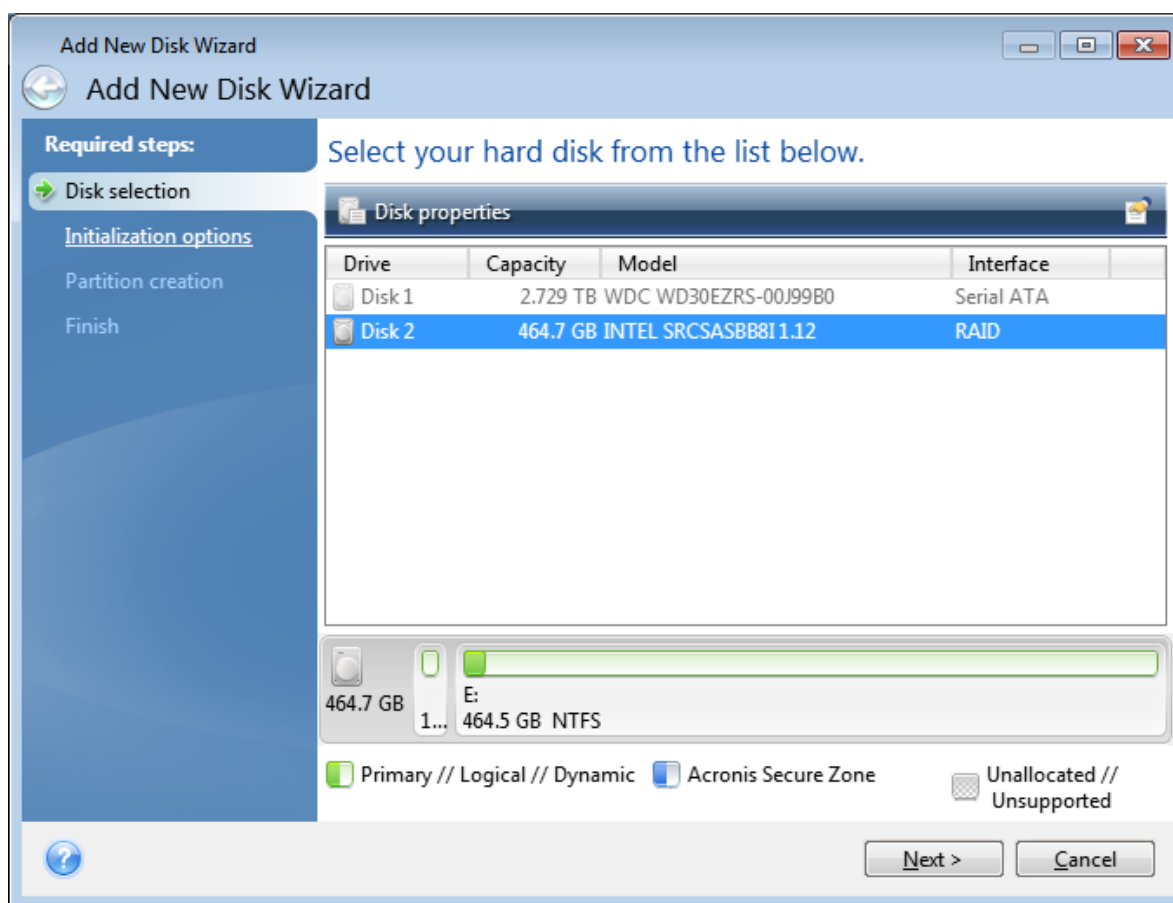 Add New Disk Wizard
Add New Disk Wizard
Required steps:
Disk selection
Initialization options
Partition creation
Finish
Select your hard disk from the list below.
Disk properties
Drive Capacity Model Interface
Disk 1 2.729 TB WDC WD30EZRS-00J99B0 Serial ATA
Disk 2 464.7 GB INTEL SRCSASBB8I 1.12 RAID
464.7 GB
1...
E:
464.5 GB NTFS
Primary // Logical // Dynamic
Acronis Secure Zone
Unallocated //
Unsupported
?
Next >
Cancel